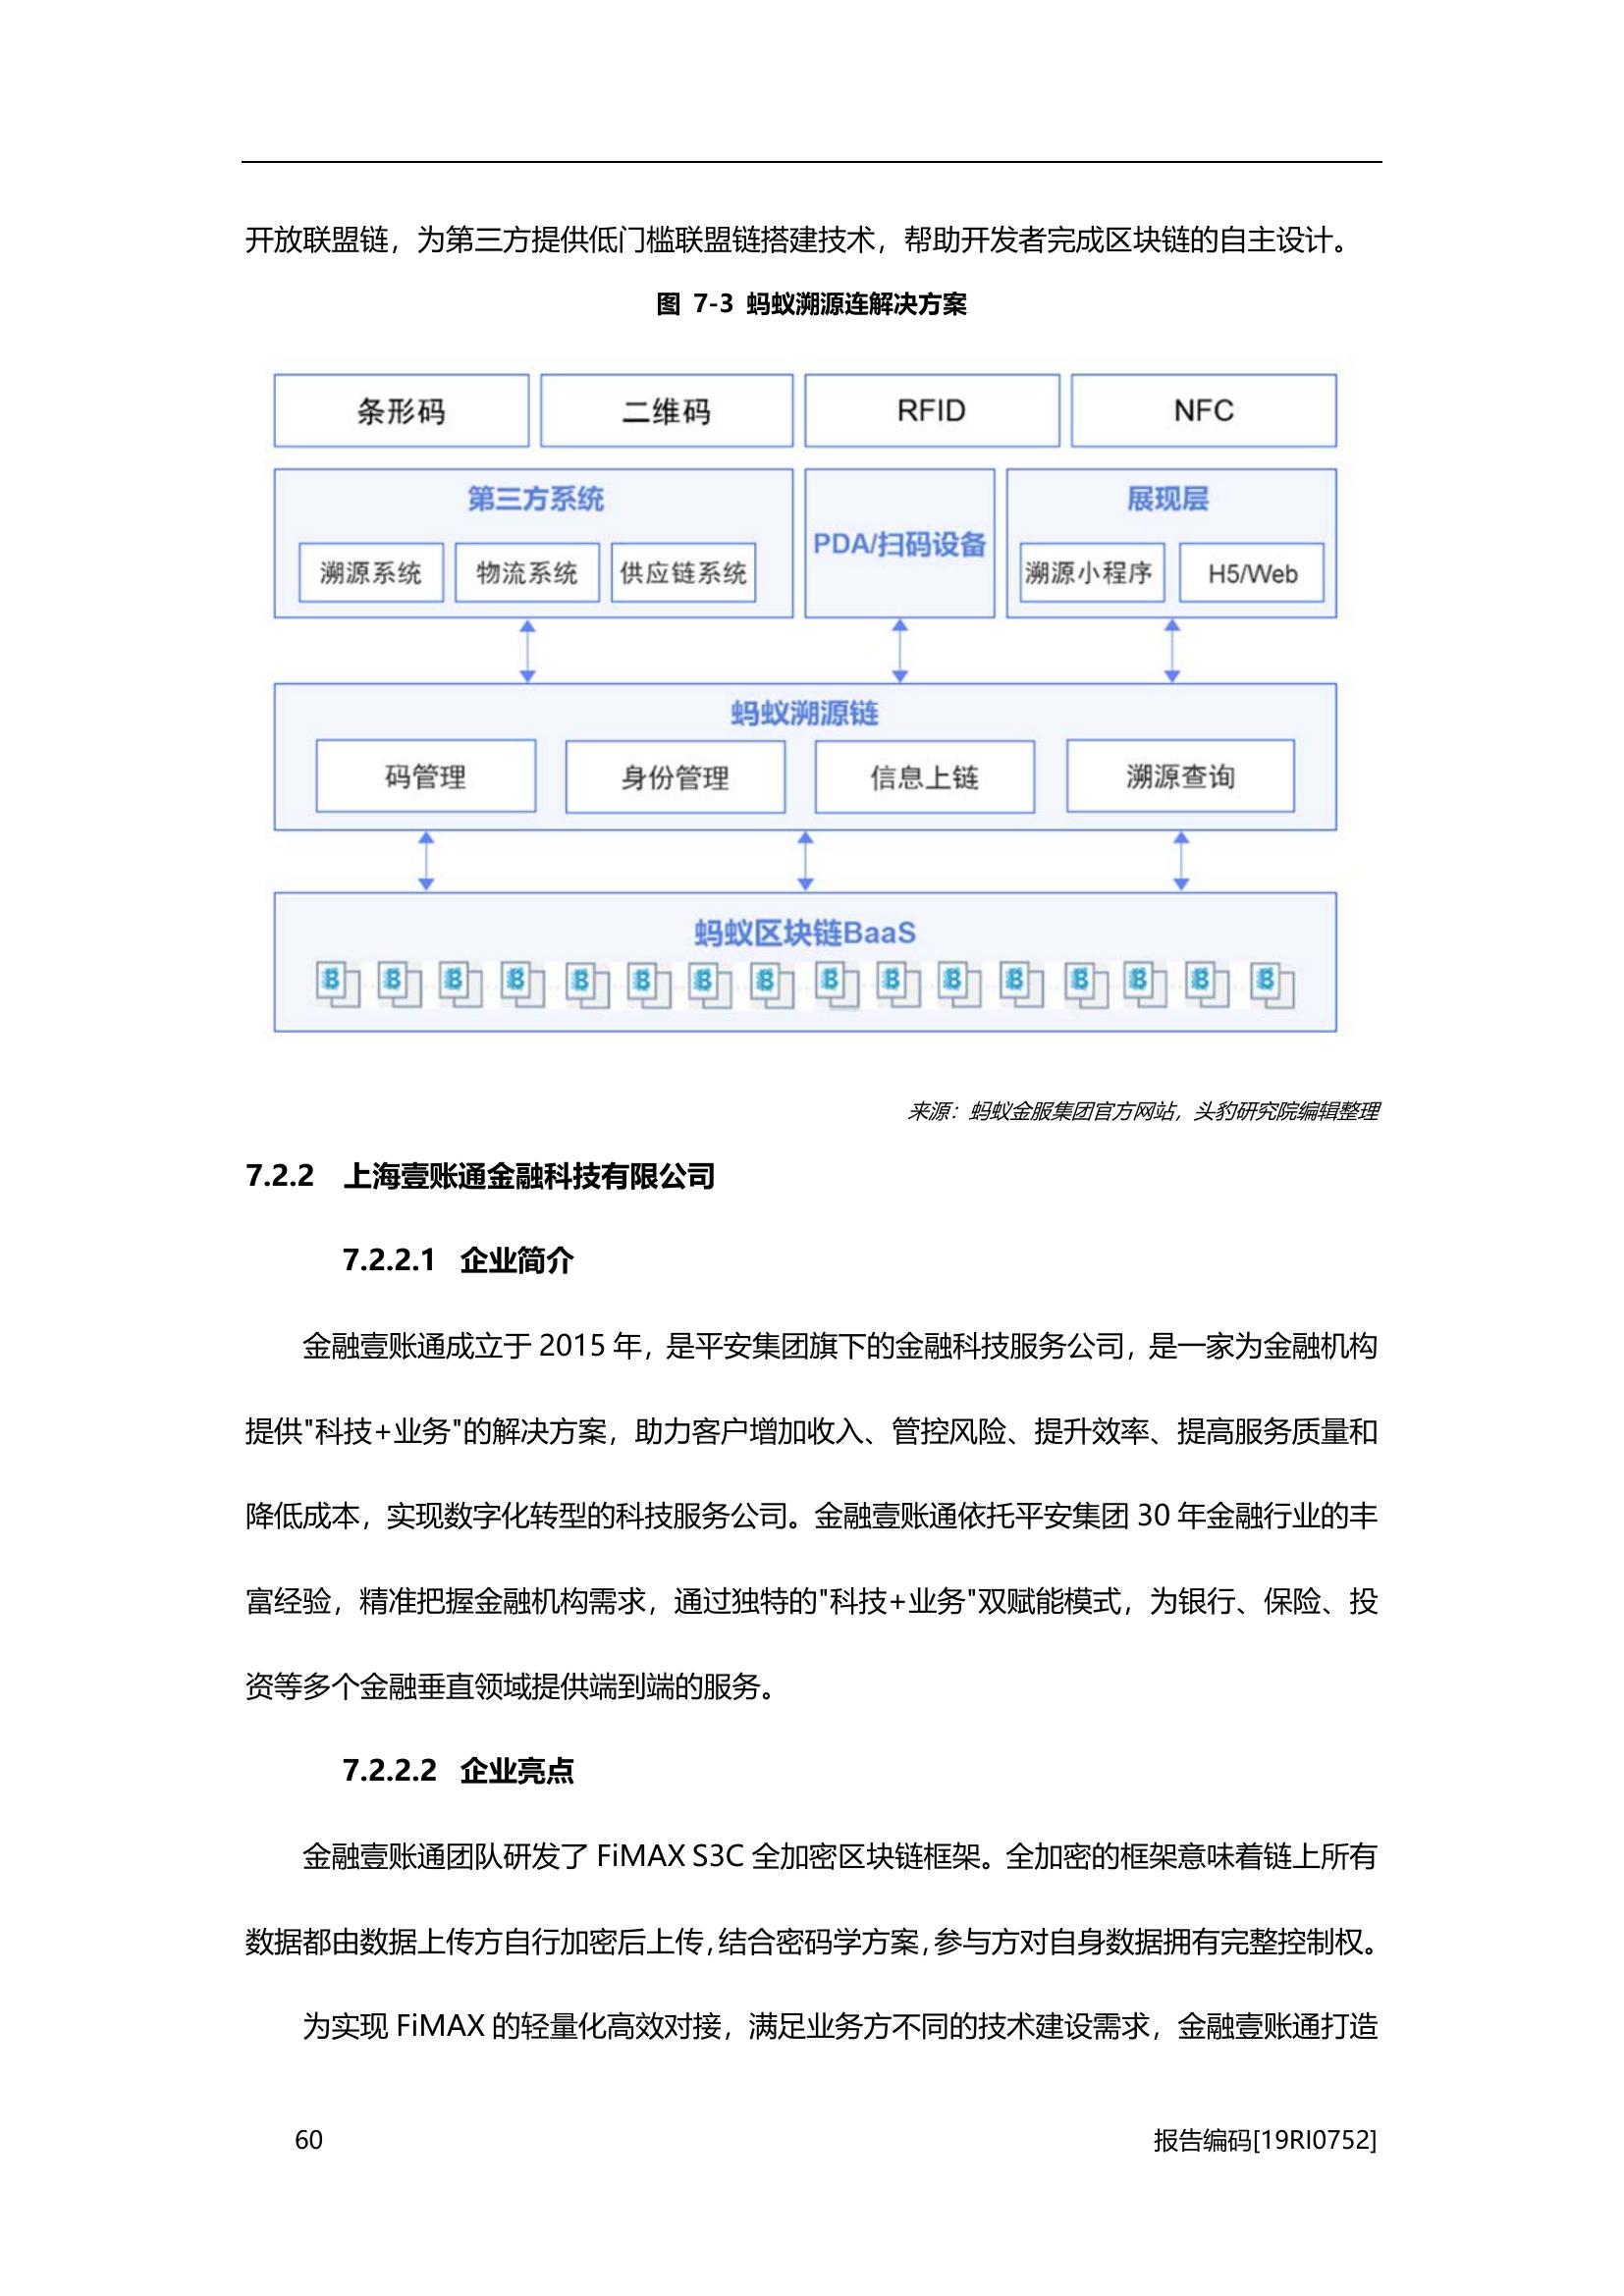 开放联盟链，为第三方提供低门槛联盟链搭建技术，帮助开发者完成区块链的自主设计。
图 7-3 蚂蚁溯源连解决方案
条形码
二维码
RFID
NFC
第三方系统
溯源系统
物流系统
供应链系统
PDA/扫码设备
展现层
溯源小程序
H5/Web
蚂蚁溯源链
码管理
身份管理
信息上链
溯源查询
蚂蚁区块链BaaS
来源：蚂蚁金服集团官方网站，头豹研究院编辑整理
7.2.2 上海壹账通金融科技有限公司
7.2.2.1 企业简介
金融壹账通成立于 2015 年，是平安集团旗下的金融科技服务公司，是一家为金融机构
提供"科技+业务"的解决方案，助力客户增加收入、管控风险、提升效率、提高服务质量和
降低成本，实现数字化转型的科技服务公司。金融壹账通依托平安集团 30 年金融行业的丰
富经验，精准把握金融机构需求，通过独特的"科技+业务"双赋能模式，为银行、保险、投
资等多个金融垂直领域提供端到端的服务。
7.2.2.2 企业亮点
金融壹账通团队研发了 FiMAX S3C 全加密区块链框架。全加密的框架意味着链上所有
数据都由数据上传方自行加密后上传，结合密码学方案，参与方对自身数据拥有完整控制权。
为实现 FiMAX 的轻量化高效对接，满足业务方不同的技术建设需求，金融壹账通打造
60
报告编码[19RI0752]